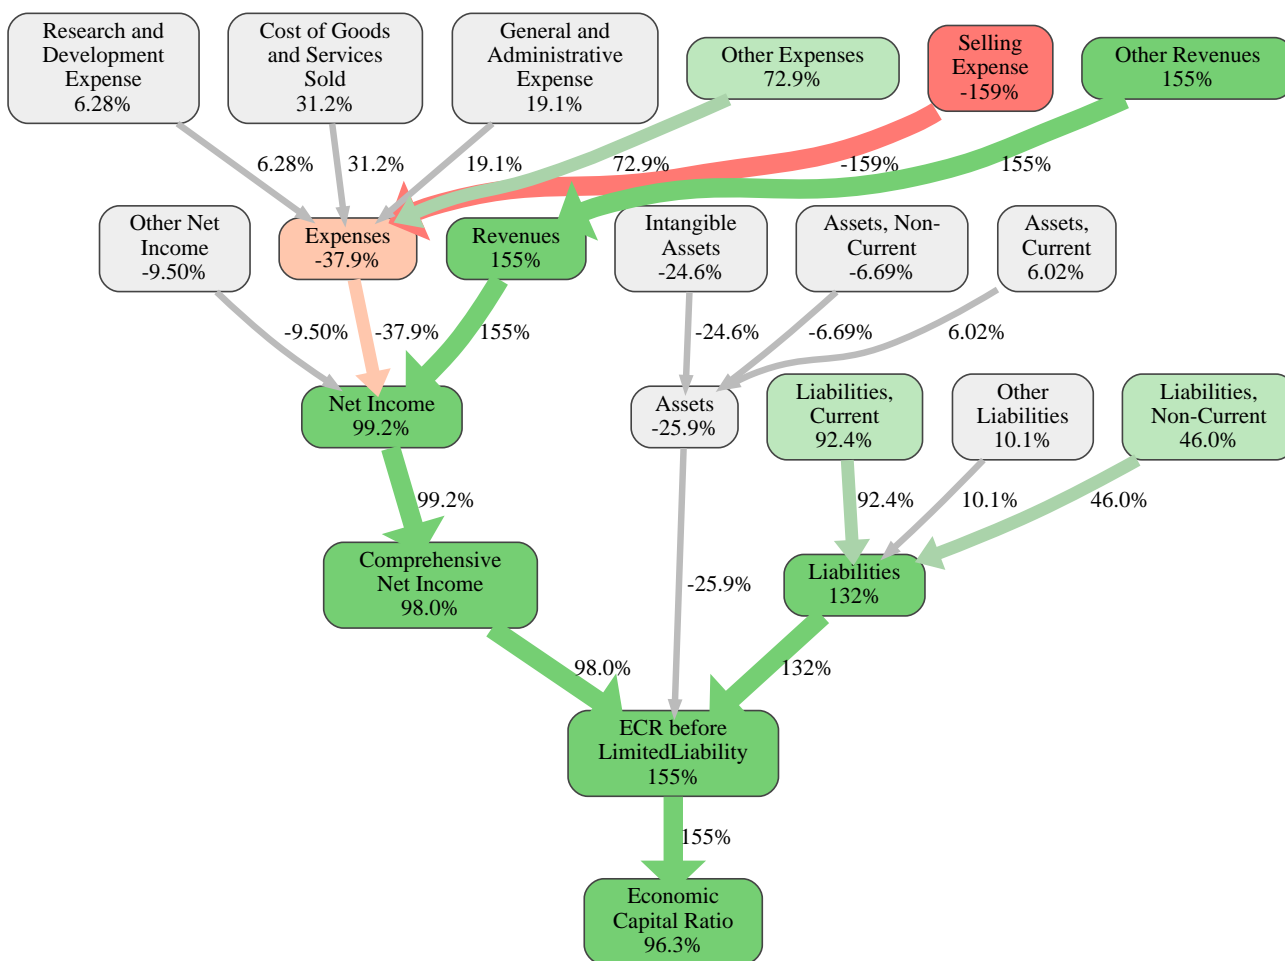 Research and
Development
Expense
6.28%
Cost of Goods
and Services
Sold
31.2%
General and
Administrative
Expense
19.1%
Other Expenses
72.9%
Selling
Expense
-159%
Other Revenues
155%
6.28%
31.2%
19.1%
72.9%
-159%
155%
Other Net
Income
-9.50%
Expenses
-37.9%
Revenues
155%
Intangible
Assets
-24.6%
Assets, Non-
Current
-6.69%
Assets,
Current
6.02%
-9.50%
-37.9%
155%
-24.6%
-6.69%
6.02%
Net Income
99.2%
Assets
-25.9%
Liabilities,
Current
92.4%
Other
Liabilities
10.1%
Liabilities,
Non-Current
46.0%
99.2%
92.4%
10.1%
46.0%
Comprehensive
Net Income
98.0%
-25.9%
Liabilities
132%
98.0%
132%
ECR before
LimitedLiability
155%
155%
Economic
Capital Ratio
96.3%